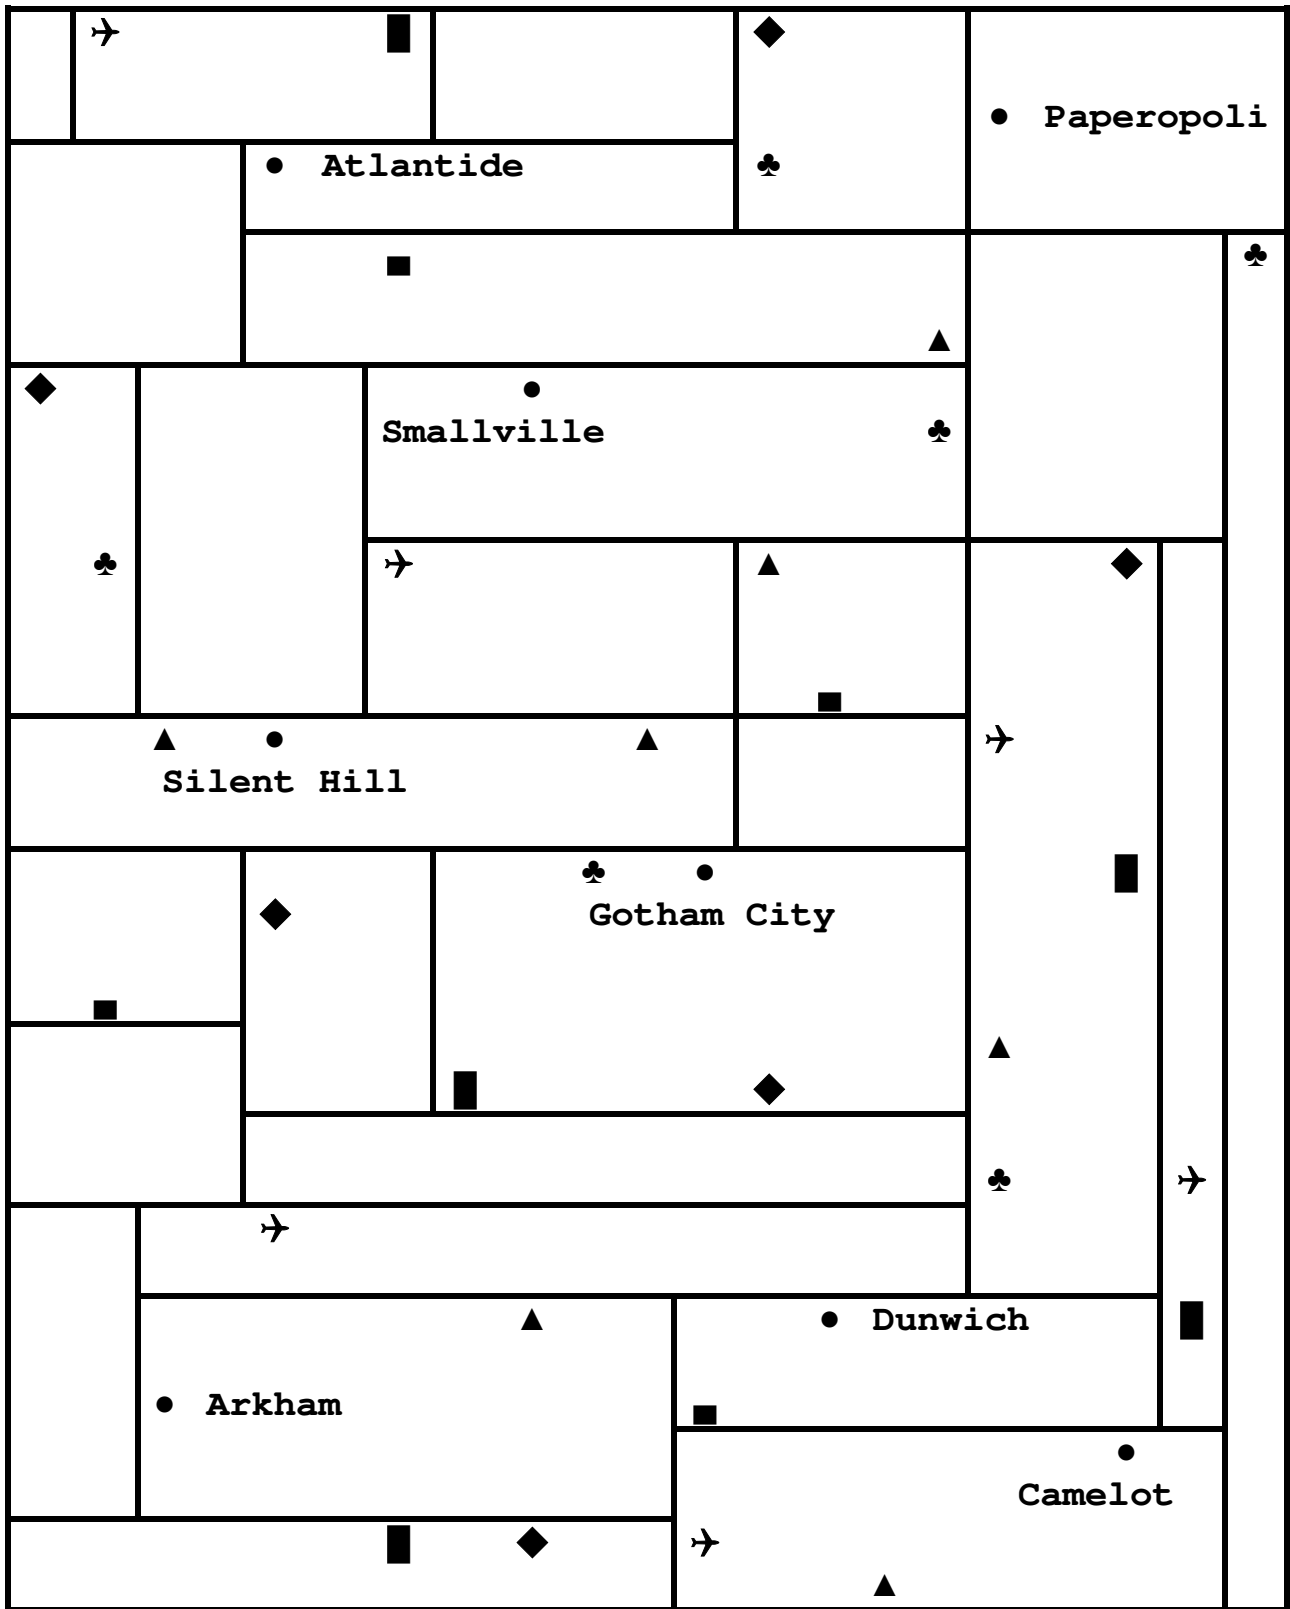 Paperopoli
Atlantide
Smallville
Silent Hill
Gotham City
Dunwich
Arkham
Camelot